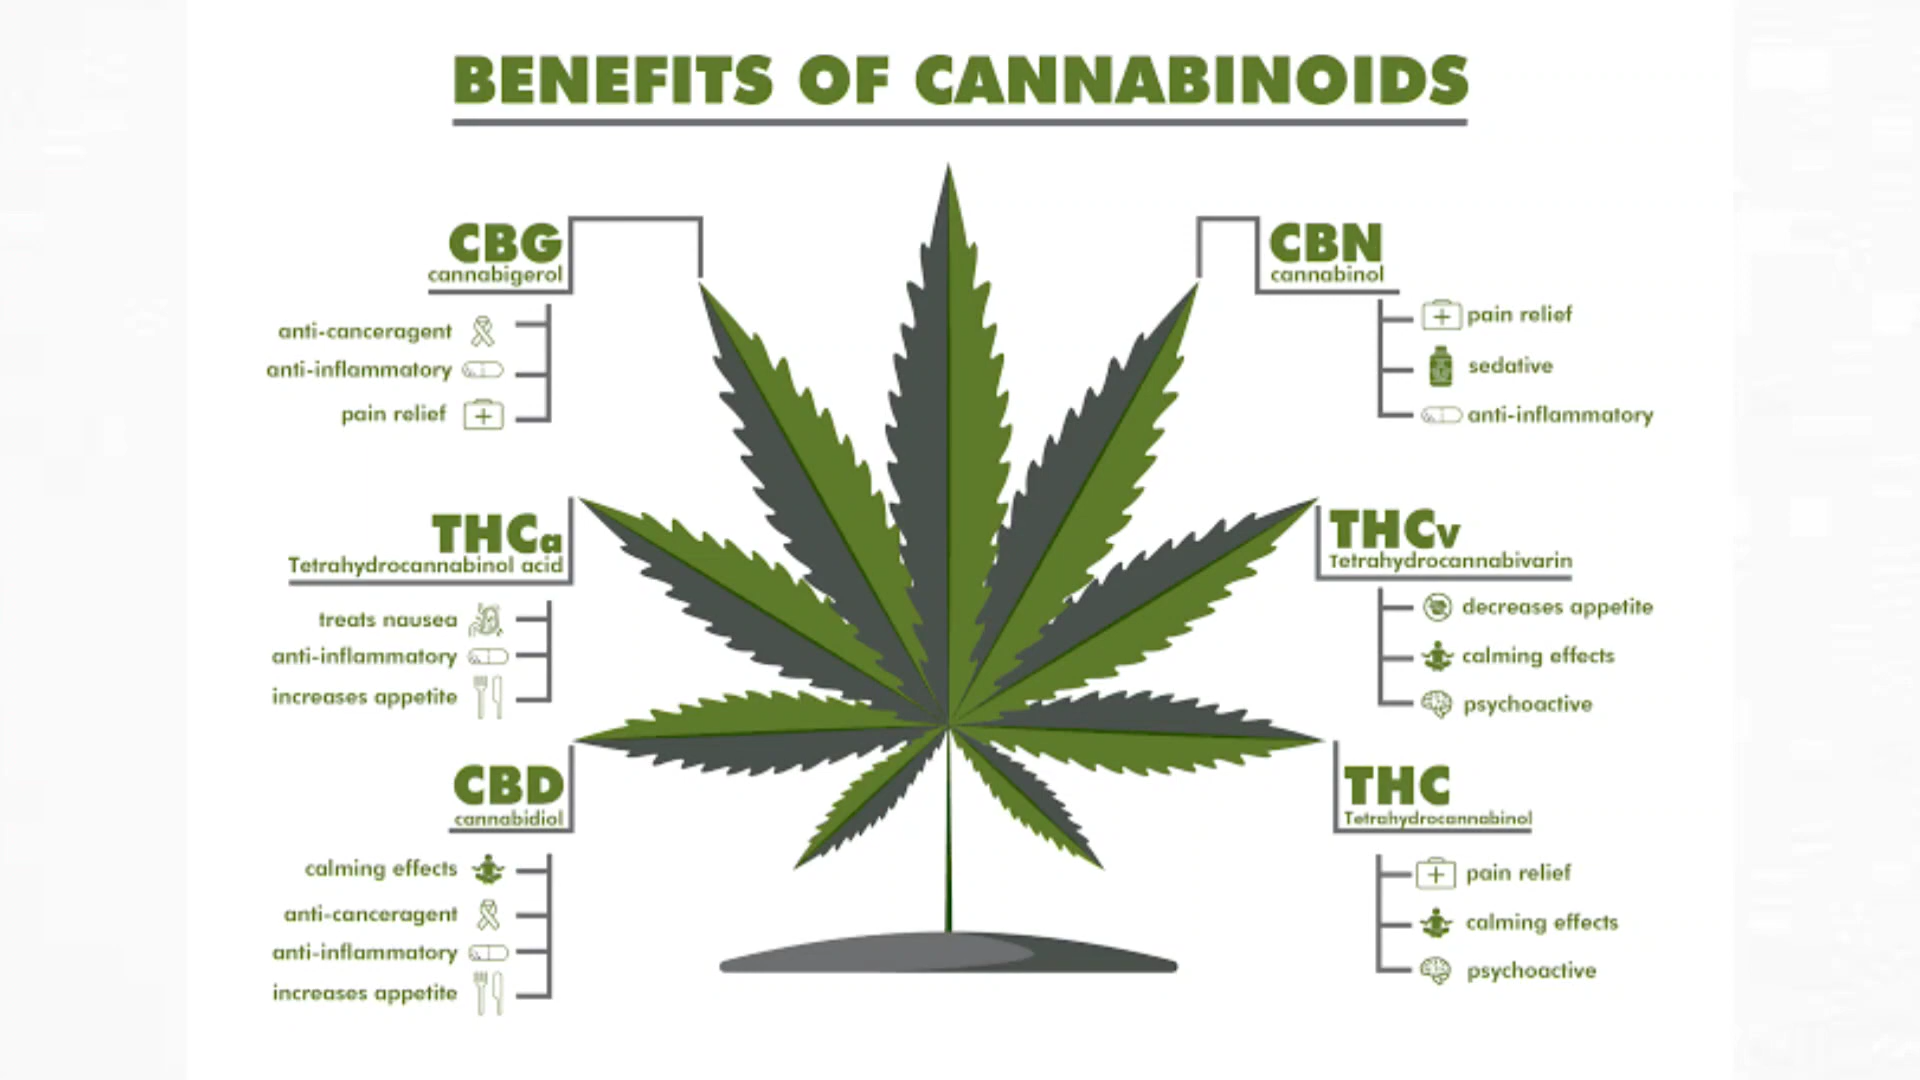 BENEFITS OF CANNABINOIDS
CBG
cannabigerol
anti-canceragent
anti-inflammatory
pain relief
THCa
Tetrahydrocannabinol acid
treats nausea
anti-inflammatory
increases appetite
CBD
cannabidiol
calming effects
anti-canceragent
anti-inflammatory
increases appetite
CBN
cannabinol
pain relief
sedative
anti-inflammatory
THCv
Tetrahydrocannabivarin
decreases appetite
calming effects
psychoactive
THC
Tetrahydrocannabinol
pain relief
calming effects
psychoactive